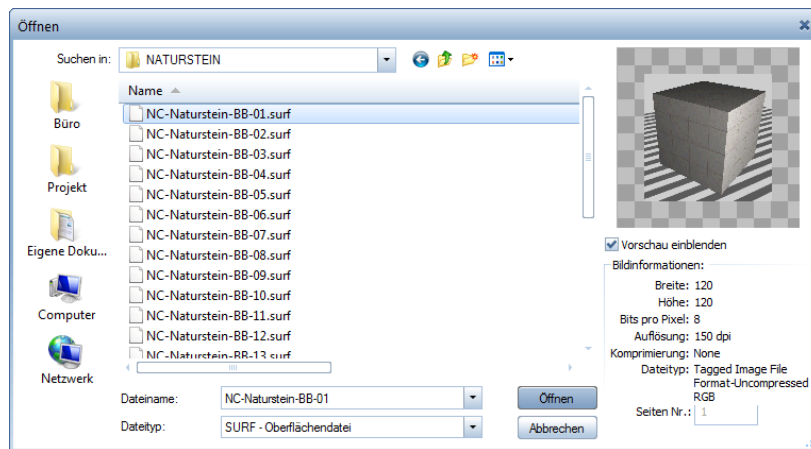 Öffnen
Suchen in:
NATURSTEIN
Name
Büro
Projekt
Eigene Doku...
Computer
Netzwerk
NC-Naturstein-BB-01.surf
NC-Naturstein-BB-02.surf
NC-Naturstein-BB-03.surf
NC-Naturstein-BB-04.surf
NC-Naturstein-BB-05.surf
NC-Naturstein-BB-06.surf
NC-Naturstein-BB-07.surf
NC-Naturstein-BB-08.surf
NC-Naturstein-BB-09.surf
NC-Naturstein-BB-10.surf
NC-Naturstein-BB-11.surf
NC-Naturstein-BB-12.surf
NC-Naturstein-BB-13.surf
Dateiname:
NC-Naturstein-BB-01
Öffnen
Dateityp:
SURF - Oberflächendatei
Abbrechen
Vorschau einblenden
Bildinformationen:
Breite: 120
Höhe: 120
Bits pro Pixel: 8
Auflösung: 150 dpi
Komprimierung: None
Dateityp: Tagged Image File
Format-Uncompressed
RGB
Seiten Nr.: 1